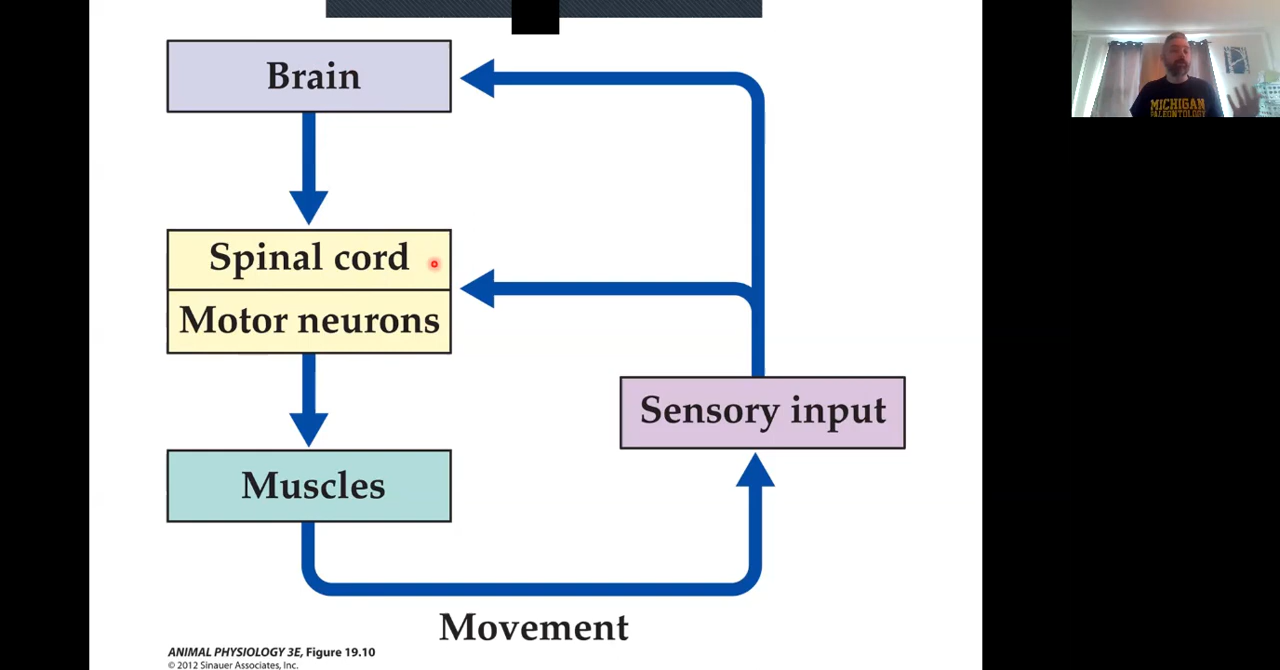 Brain
Spinal cord
Motor neurons
Sensory input
Muscles
Movement
ANIMAL PHYSIOLOGY 3E, Figure 19.10
© 2012 Sinauer Associates, Inc.
MICHIGAN
PALEONTOLOGY